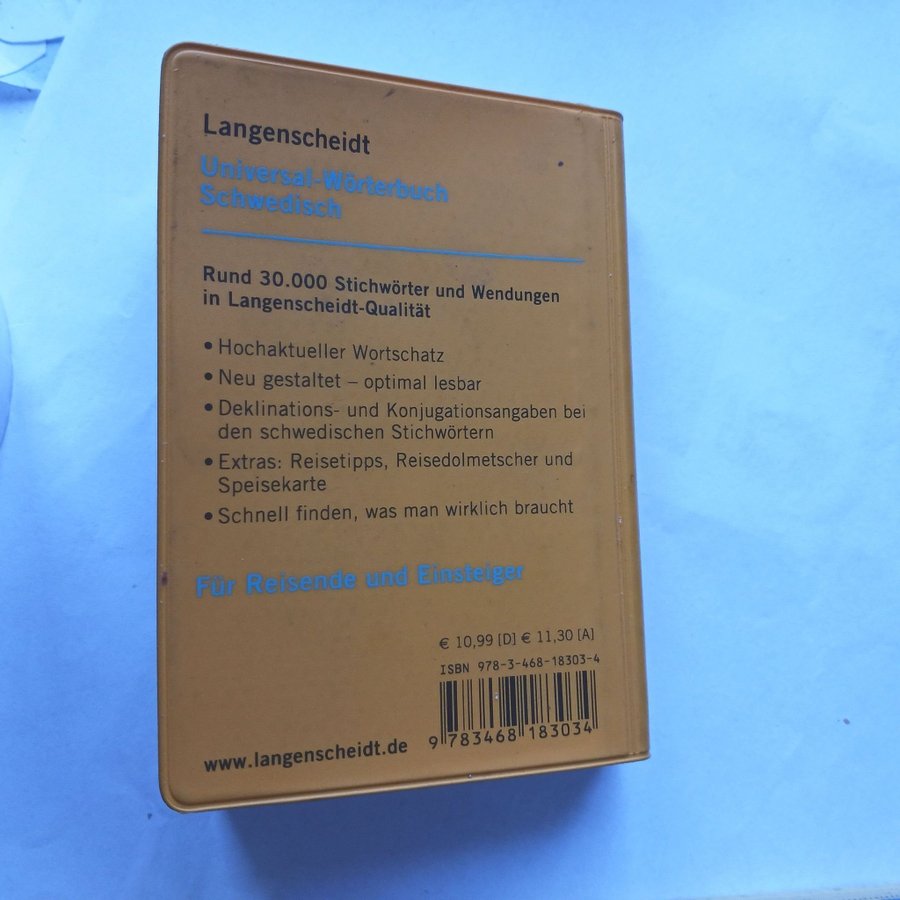 Langenscheidt
Universal-Wörterbuch
Schwedisch
Rund 30.000 Stichwörter und Wendungen
in Langenscheidt-Qualität
• Hochaktueller Wortschatz
• Neu gestaltet – optimal lesbar
• Deklinations- und Konjugationsangaben bei
den schwedischen Stichwörtern
• Extras: Reisetipps, Reisedolmetscher und
Speisekarte
• Schnell finden, was man wirklich braucht
Für Reisende und Einsteiger
€ 10,99 [D] € 11,30 [A]
ISBN 978-3-468-18303-4
9 783468 183034
www.langenscheidt.de